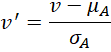 v' = (v − μ_A) / σ_A